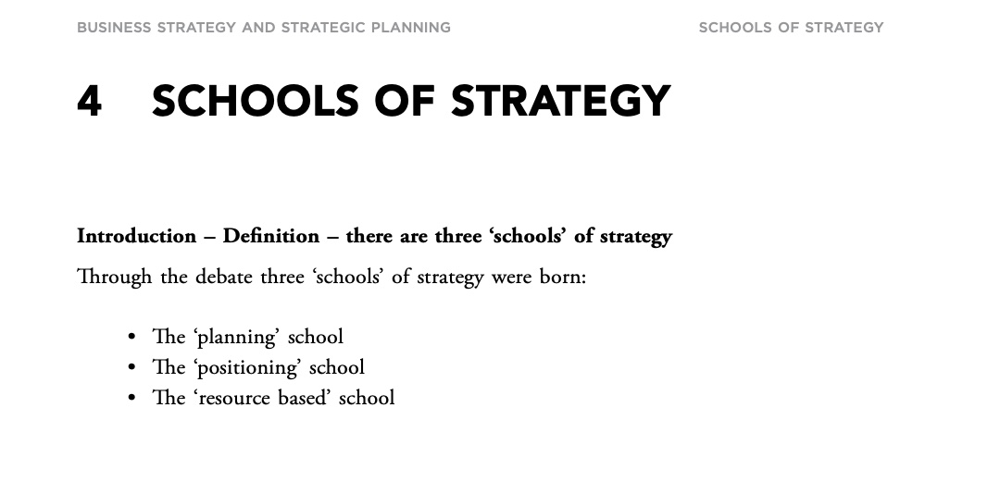 BUSINESS STRATEGY AND STRATEGIC PLANNING SCHOOLS OF STRATEGY
4 SCHOOLS OF STRATEGY
Introduction – Definition – there are three ‘schools’ of strategy
Through the debate three ‘schools’ of strategy were born:
• The ‘planning’ school
• The ‘positioning’ school
• The ‘resource based’ school